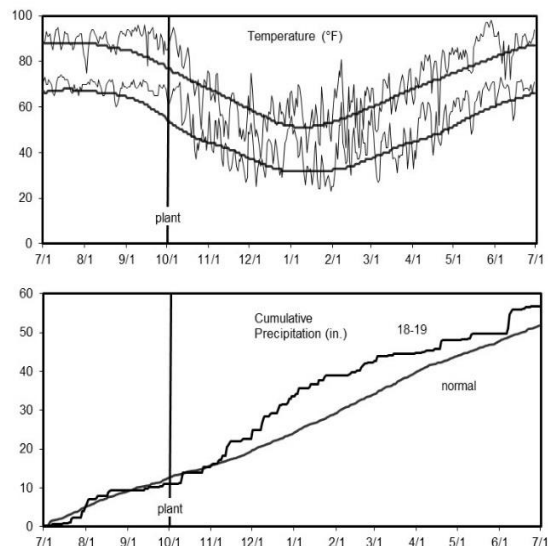 100
80
60
40
20
0
Temperature (°F)
plant
7/1 8/1 9/1 10/1 11/1 12/1 1/1 2/1 3/1 4/1 5/1 6/1 7/1
60
50
40
30
20
10
0
Cumulative
Precipitation (in.)
18-19
normal
plant
7/1 8/1 9/1 10/1 11/1 12/1 1/1 2/1 3/1 4/1 5/1 6/1 7/1